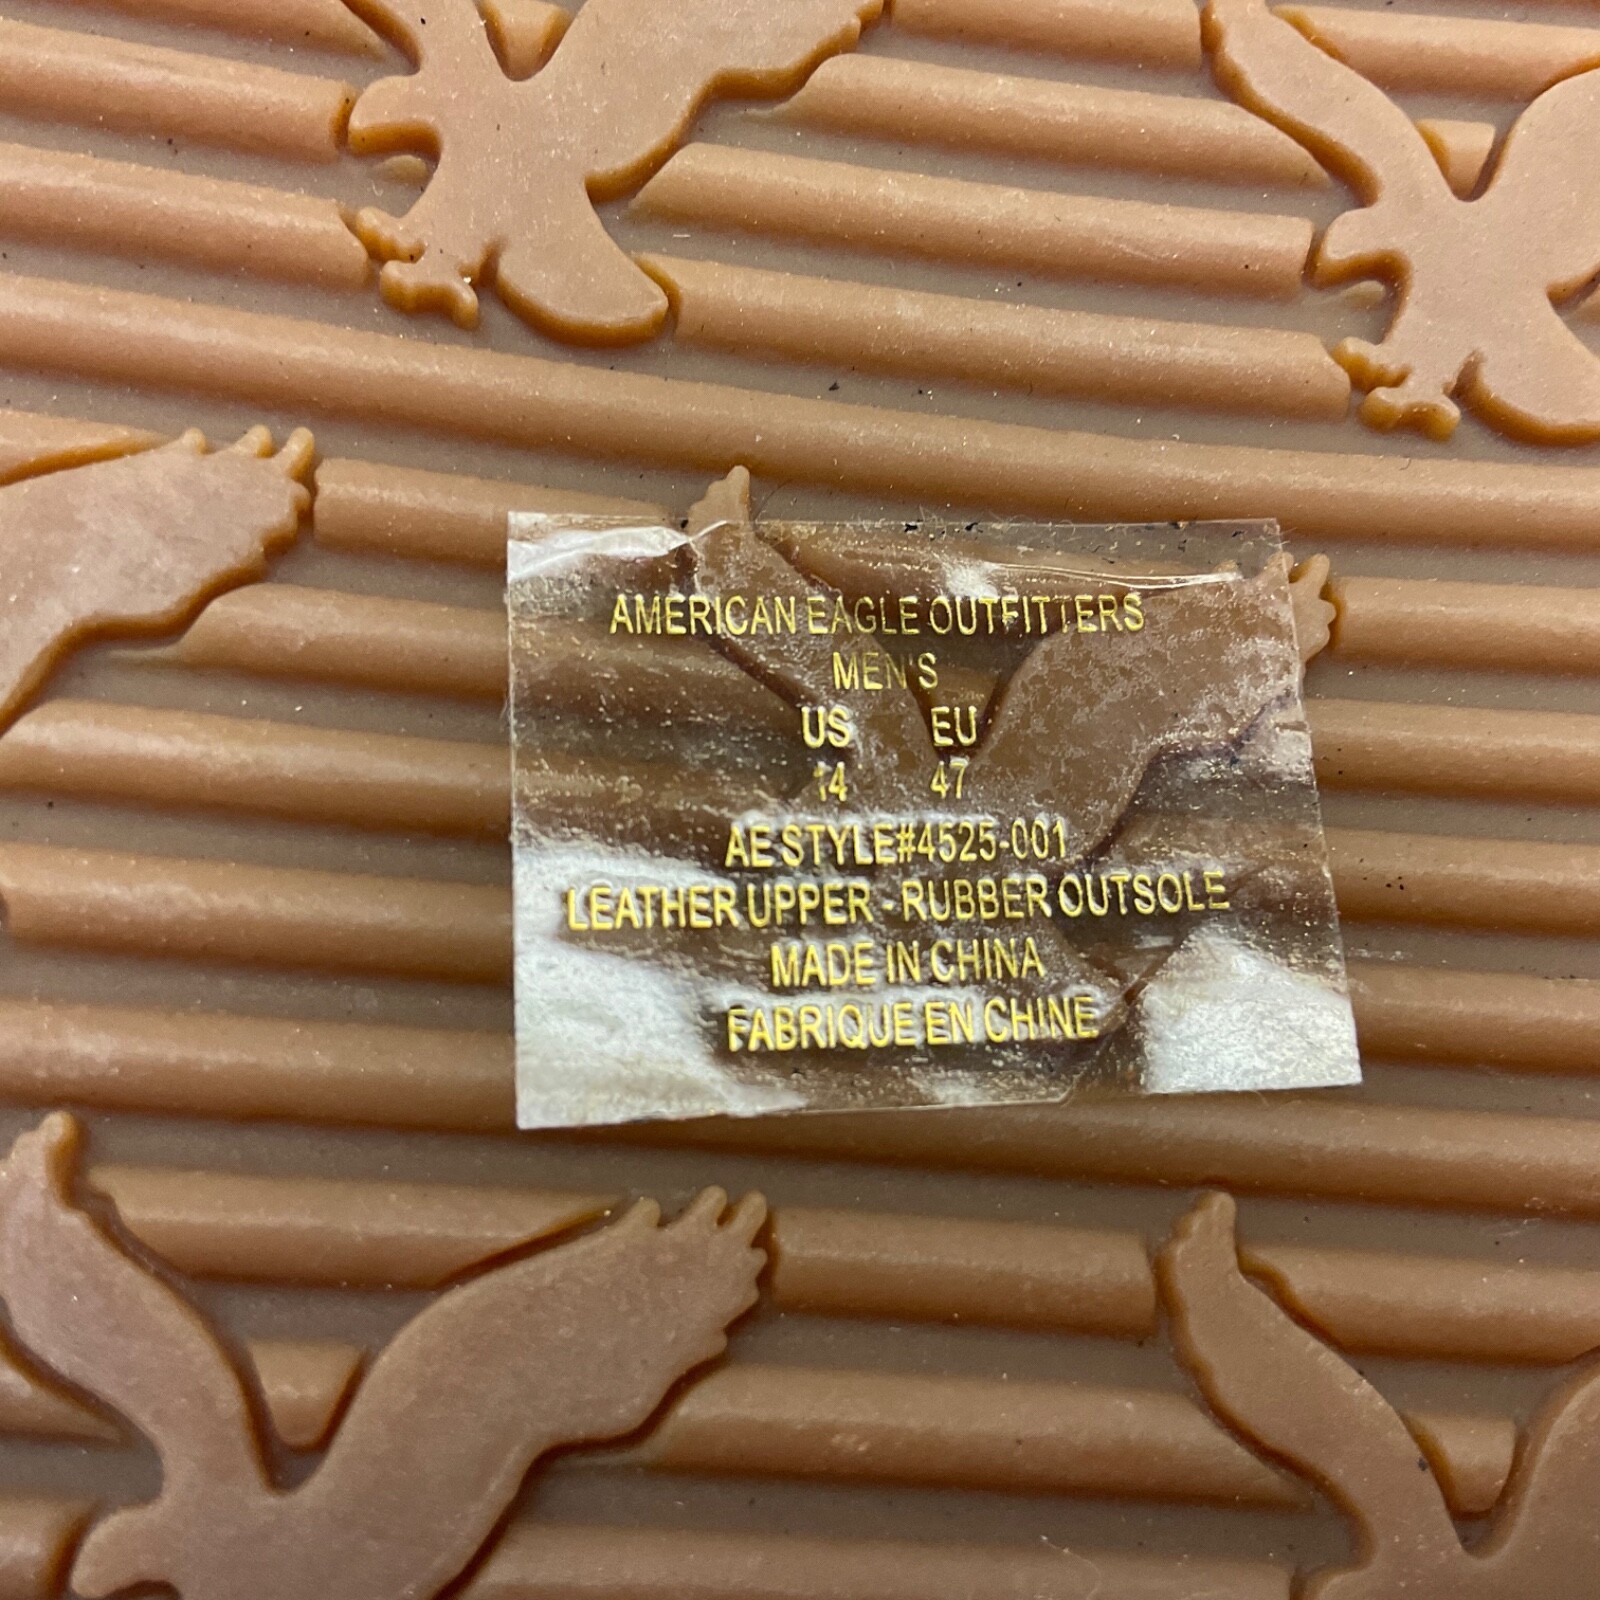 AMERICAN EAGLE OUTFITTERS
MEN'S
US EU
14 47
AE STYLE#4525-001
LEATHER UPPER - RUBBER OUTSOLE
MADE IN CHINA
FABRIQUE EN CHINE